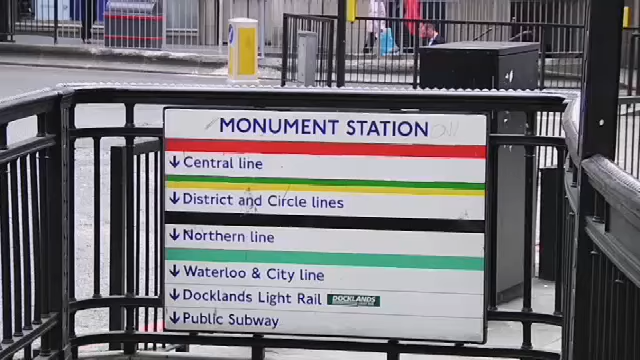 MONUMENT STATION
↓ Central line
↓ District and Circle lines
↓ Northern line
↓ Waterloo & City line
↓ Docklands Light Rail DOCKLANDS
↓ Public Subway